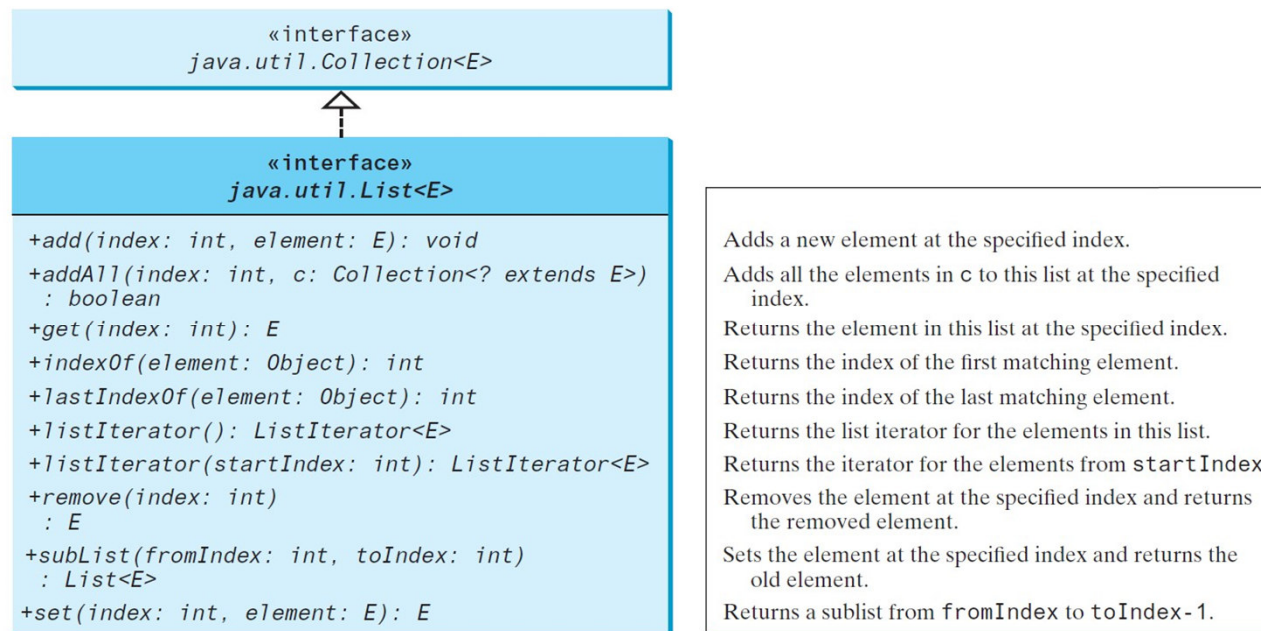 «interface»
java.util.Collection<E>
«interface»
java.util.List<E>
+add(index: int, element: E): void
+addAll(index: int, c: Collection<? extends E>)
: boolean
+get(index: int): E
+indexOf(element: Object): int
+lastIndexOf(element: Object): int
+listIterator(): ListIterator<E>
+listIterator(startIndex: int): ListIterator<E>
+remove(index: int)
: E
+subList(fromIndex: int, toIndex: int)
: List<E>
+set(index: int, element: E): E
Adds a new element at the specified index.
Adds all the elements in c to this list at the specified
index.
Returns the element in this list at the specified index.
Returns the index of the first matching element.
Returns the index of the last matching element.
Returns the list iterator for the elements in this list.
Returns the iterator for the elements from startIndex
Removes the element at the specified index and returns
the removed element.
Sets the element at the specified index and returns the
old element.
Returns a sublist from fromIndex to toIndex-1.